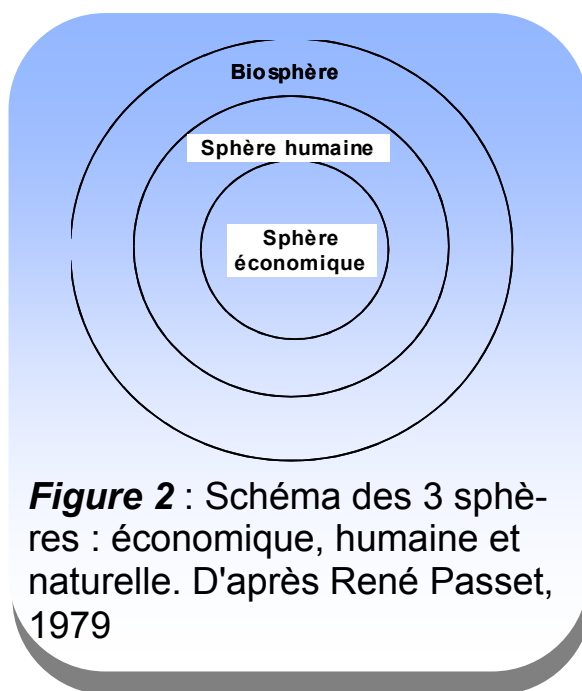 Biosphère
Sphère humaine
Sphère
économique
Figure 2 : Schéma des 3 sphè-
res : économique, humaine et
naturelle. D'après René Passet,
1979